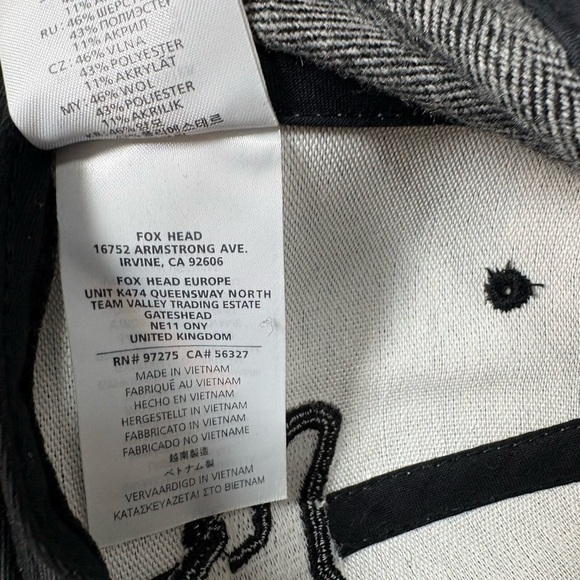 11% ACRY
RU: 46% ШЕРСТ
43% ПОЛИЭСТЕР
11% АКРИЛ
CZ: 46% VLNA
43% POLYESTER
11% AKRYLÁT
MY: 46% WOL
43% POLIESTER
11% AKRILIK
FOX HEAD
16752 ARMSTRONG AVE.
IRVINE, CA 92606
FOX HEAD EUROPE
UNIT K474 QUEENSWAY NORTH
TEAM VALLEY TRADING ESTATE
GATESHEAD
NE11 ONY
UNITED KINGDOM
RN# 97275 CA# 56327
MADE IN VIETNAM
FABRIQUÉ AU VIETNAM
HECHO EN VIETNAM
HERGESTELLT IN VIETNAM
FABBRICATO IN VIETNAM
FABRICADO NO VIETNAME
越南製造
ベトナム製
VERVAARDIGD IN VIETNAM
ΚΑΤΑΣΚΕΥΑΖΕΤΑΙ ΣΤΟ ΒΙΕΤΝΑΜ